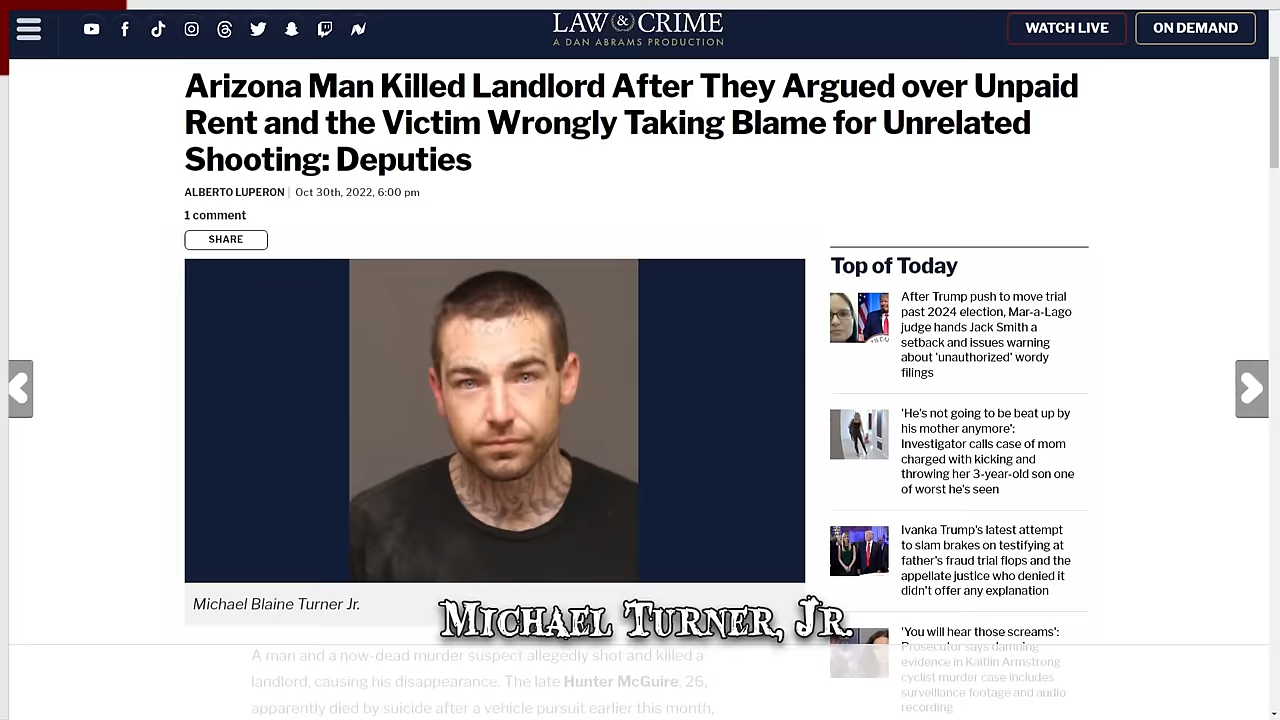 LAW & CRIME
A DAN ABRAMS PRODUCTION
WATCH LIVE
ON DEMAND
Arizona Man Killed Landlord After They Argued over Unpaid
Rent and the Victim Wrongly Taking Blame for Unrelated
Shooting: Deputies
ALBERTO LUPERON | Oct 30th, 2022, 6:00 pm
1 comment
SHARE
Michael Blaine Turner Jr.
Michael Turner, Jr.
A man and a now-dead murder suspect allegedly shot and killed a
landlord, causing his disappearance. The late Hunter McGuire, 26,
apparently died by suicide after a vehicle pursuit earlier this month,
Top of Today
After Trump push to move trial
past 2024 election, Mar-a-Lago
judge hands Jack Smith a
setback and issues warning
about 'unauthorized' wordy
filings
'He's not going to be beat up by
his mother anymore':
Investigator calls case of mom
charged with kicking and
throwing her 3-year-old son one
of worst he's seen
Ivanka Trump's latest attempt
to slam brakes on testifying at
father's fraud trial flops and the
appellate justice who denied it
didn't offer any explanation
'You will hear those screams':
Prosecutor says damning
evidence in Kaitlin Armstrong
cyclist murder case includes
surveillance footage and audio
recording